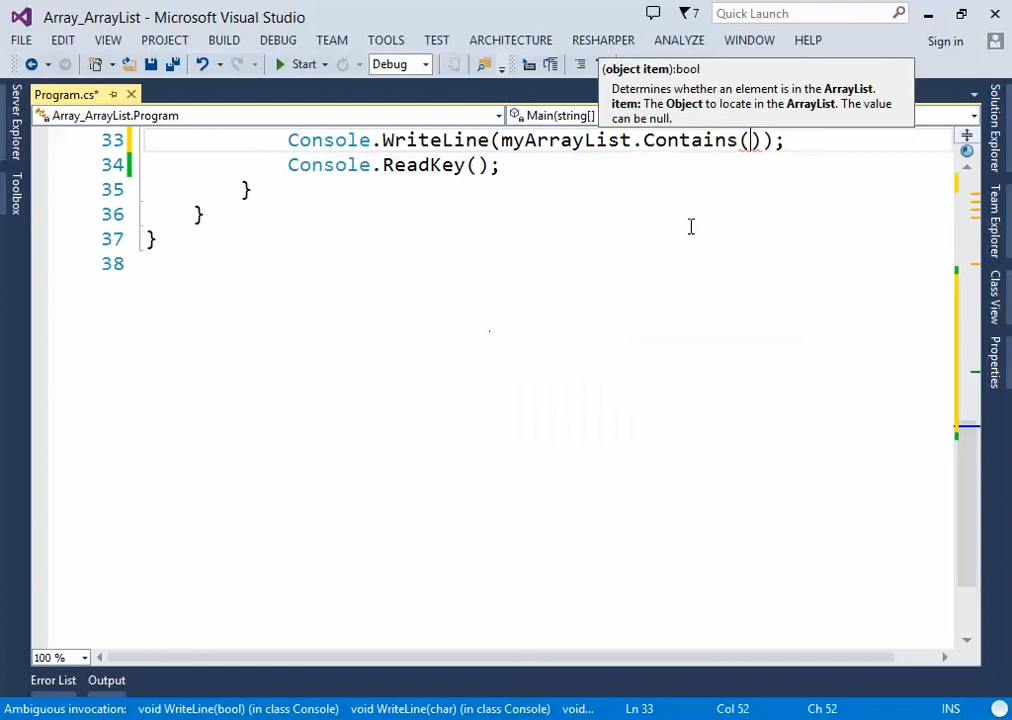 Array_ArrayList - Microsoft Visual Studio
7
Quick Launch
FILE EDIT VIEW PROJECT BUILD DEBUG TEAM TOOLS TEST ARCHITECTURE RESHARPER ANALYZE WINDOW HELP
Sign in
Start Debug
(object item):bool
Determines whether an element is in the ArrayList.
item: The Object to locate in the ArrayList. The value
can be null.
Program.cs*
Array_ArrayList.Program
Main(string[]
33 Console.WriteLine(myArrayList.Contains());
34 Console.ReadKey();
35 }
36 }
37 }
38
Server Explorer
Toolbox
Solution Explorer
Team Explorer
Class View
Properties
100 %
Error List Output
Ambiguous invocation: void WriteLine(bool) (in class Console) void WriteLine(char) (in class Console) void... Ln 33 Col 52 Ch 52 INS